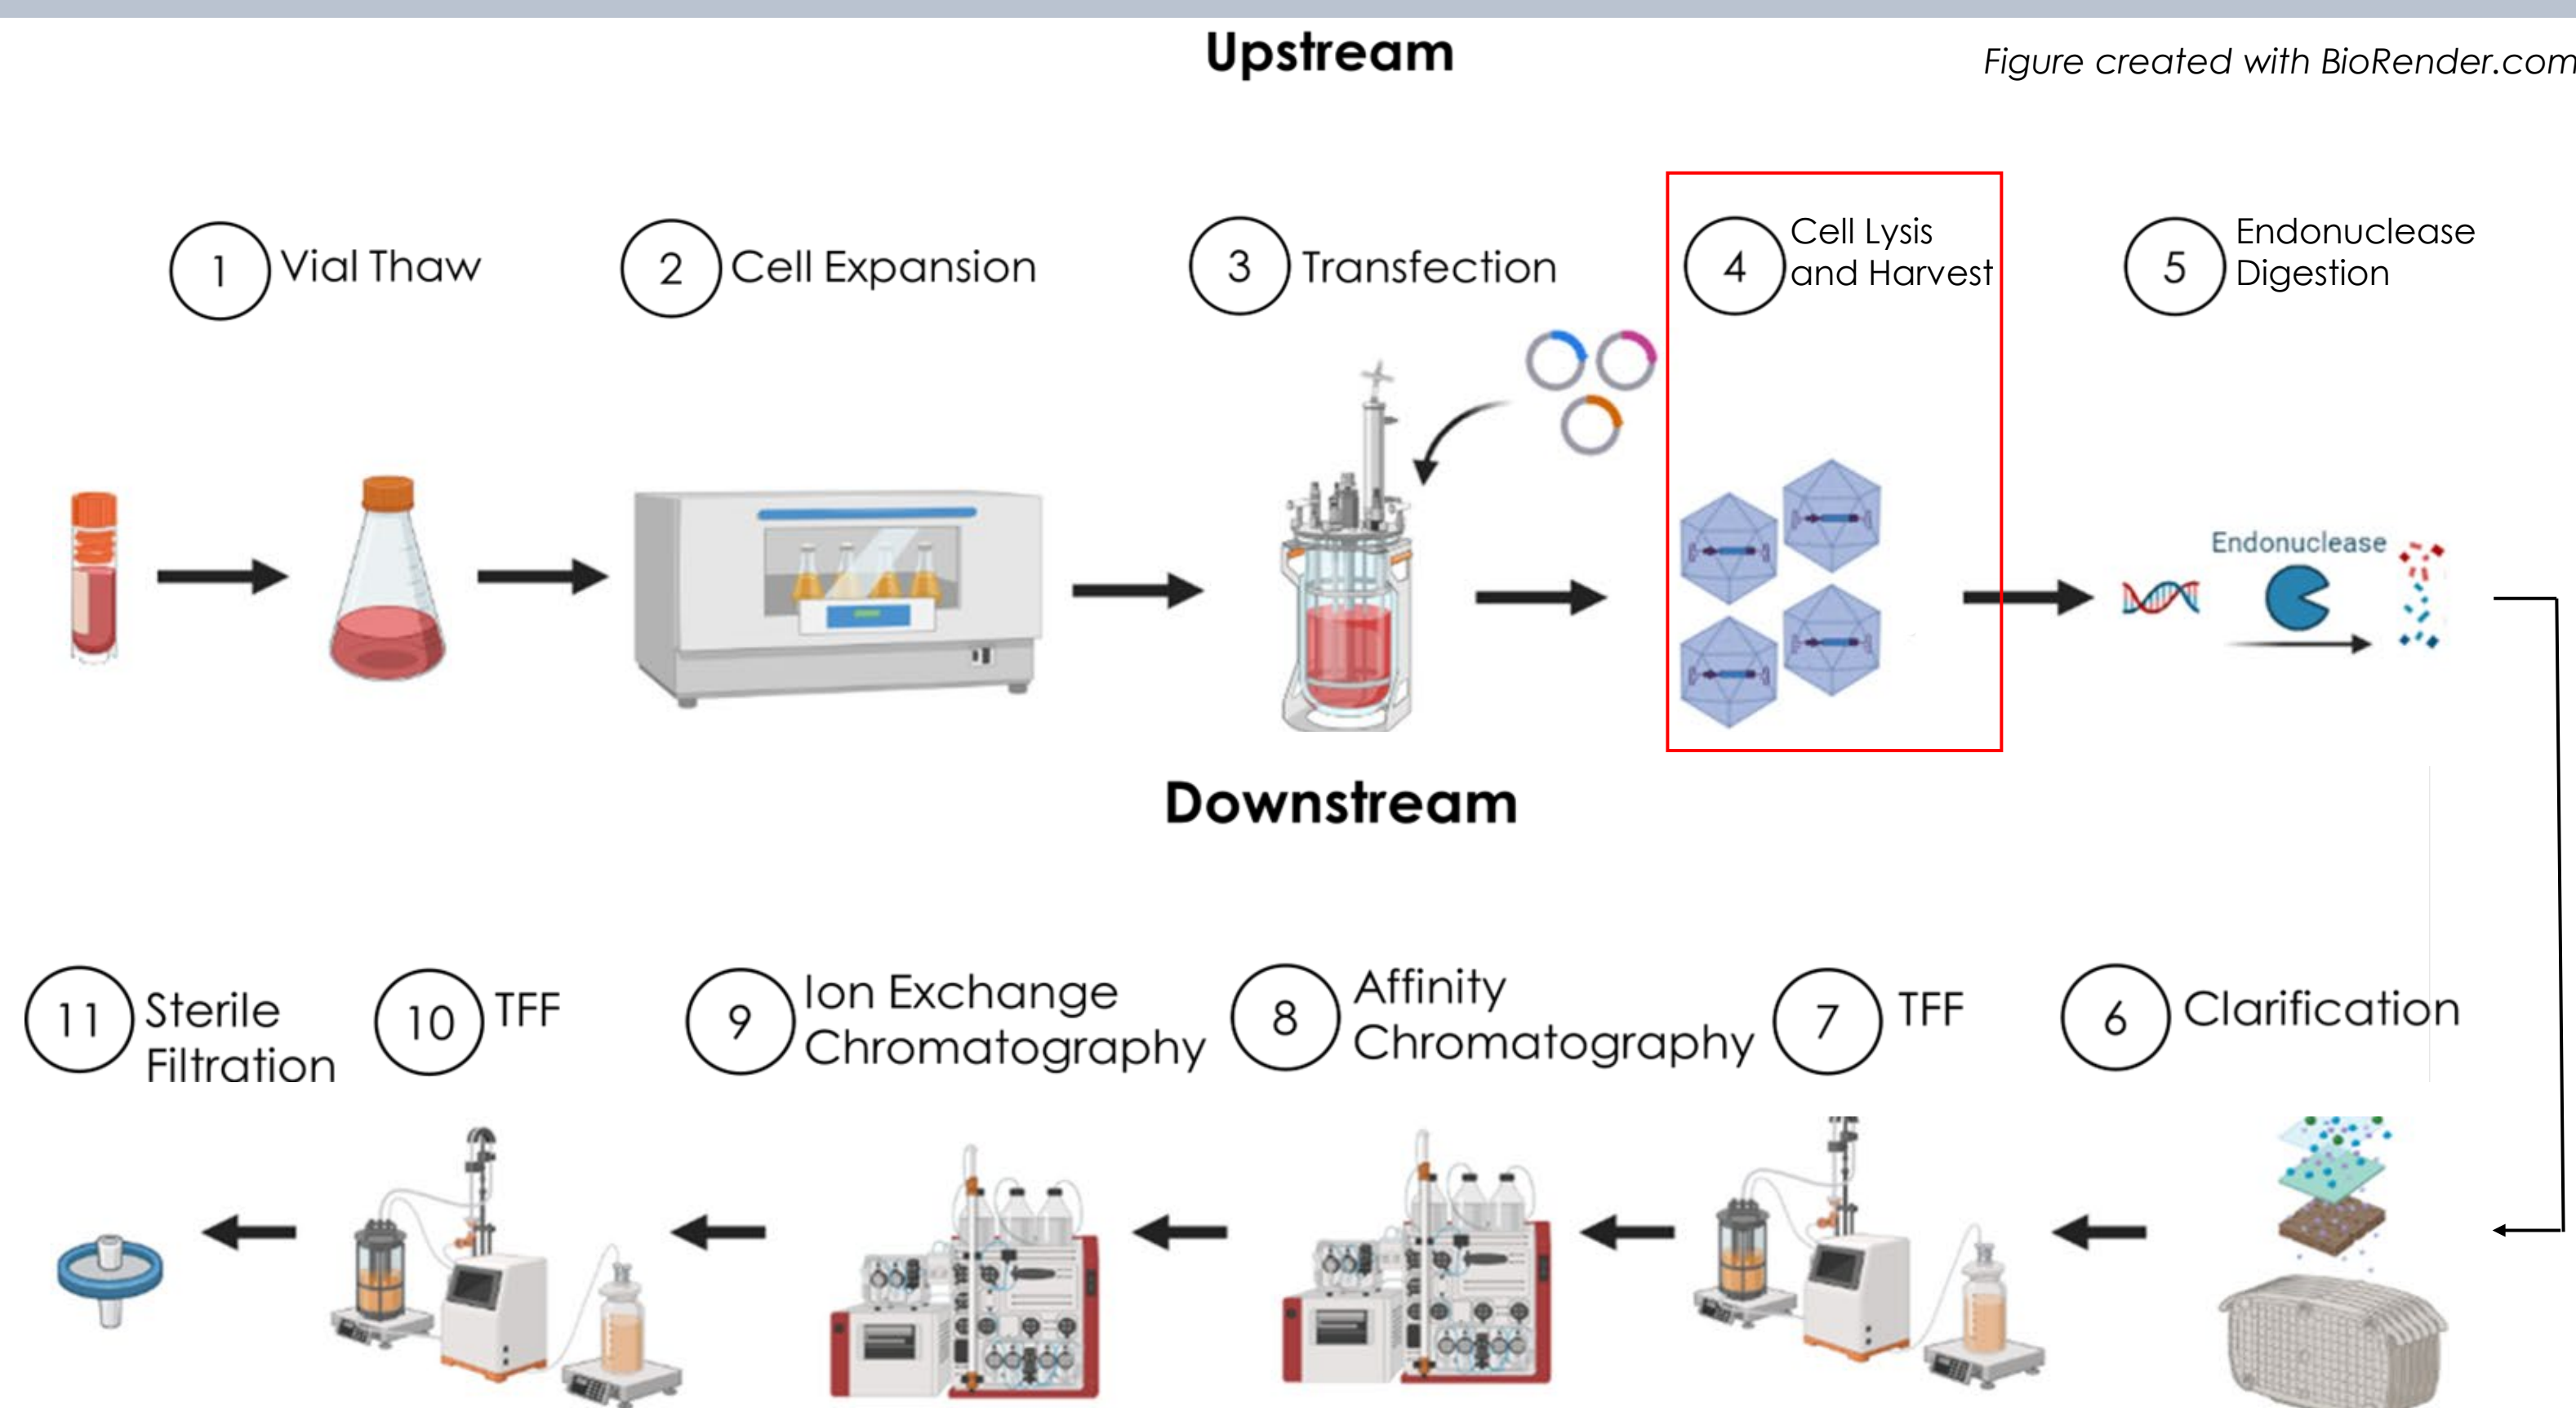 Upstream
Figure created with BioRender.com
1 Vial Thaw
2 Cell Expansion
3 Transfection
4 Cell Lysis
and Harvest
5 Endonuclease
Digestion
Endonuclease
Downstream
11 Sterile
Filtration
10 TFF
9 Ion Exchange
Chromatography
8 Affinity
Chromatography
7 TFF
6 Clarification